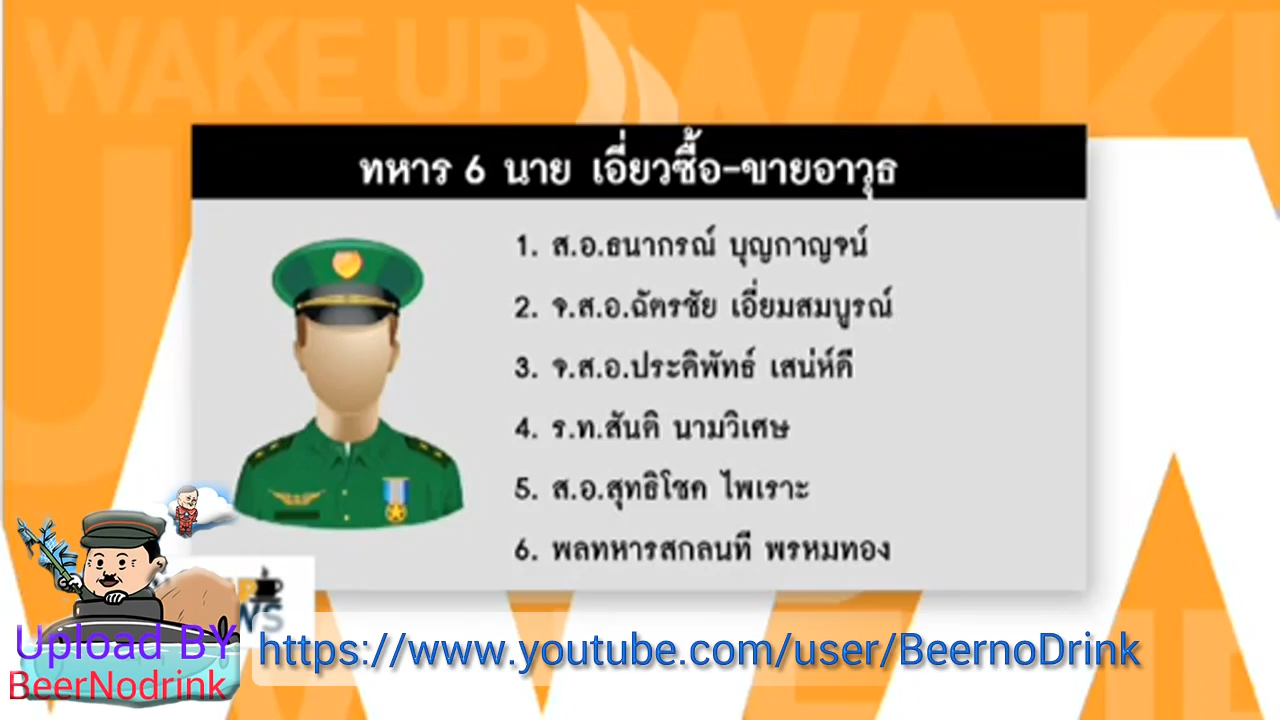 WAKE UP
ทหาร 6 นาย เอี่ยวซื้อ-ขายอาวุธ
1. ส.อ.ธนากรณ์ บุญกาญจน์
2. จ.ส.อ.ฉัตรชัย เอี่ยมสมบูรณ์
3. จ.ส.อ.ประดิพัทธ์ เสน่ห์ดี
4. ร.ท.สันติ นามวิเศษ
5. ส.อ.สุทธิโชค ไพเราะ
6. พลทหารสกลนที พรหมทอง
Upload BY
BeerNodrink
https://www.youtube.com/user/BeernoDrink